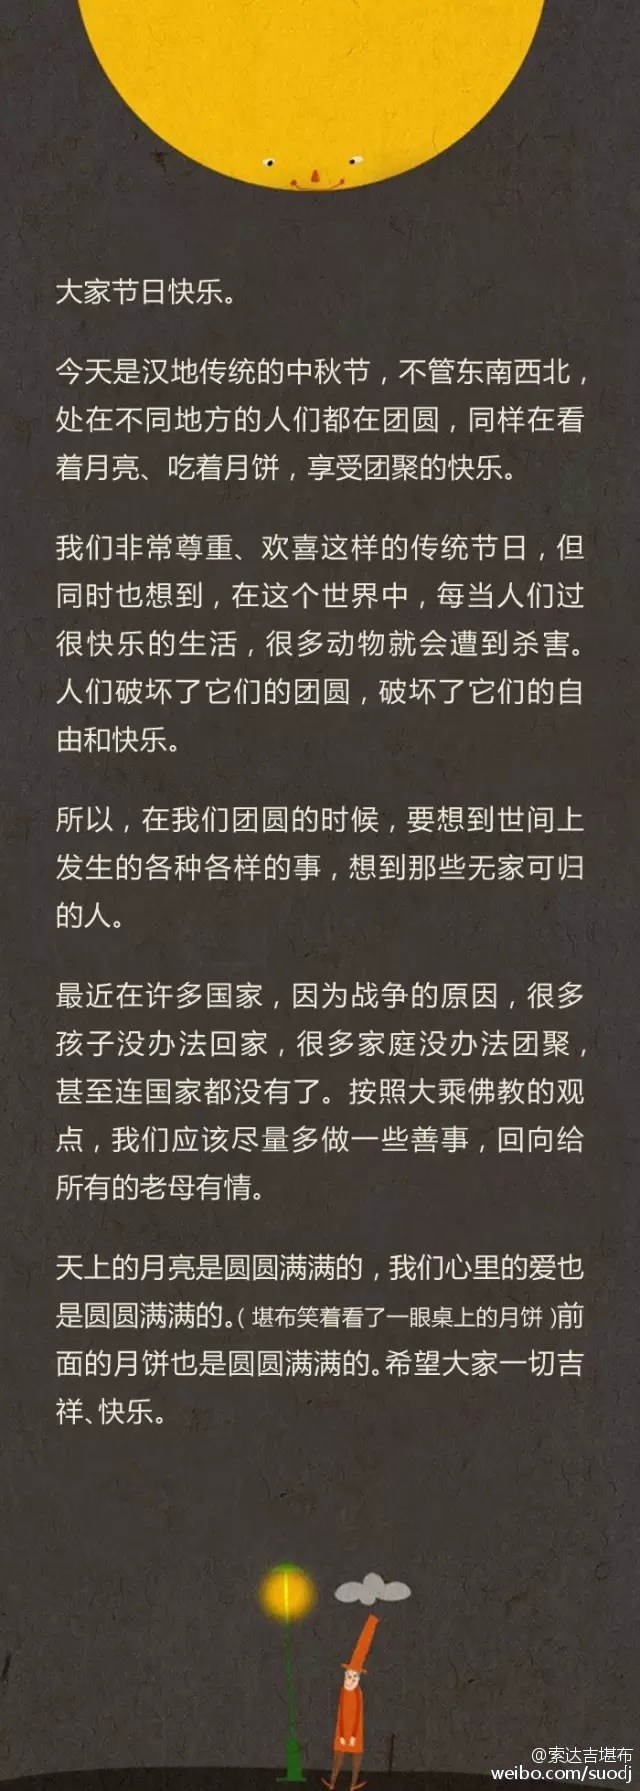 大家节日快乐。
今天是汉地传统的中秋节，不管东南西北，
处在不同地方的人们都在团圆，同样在看
着月亮、吃着月饼，享受团聚的快乐。
我们非常尊重、欢喜这样的传统节日，但
同时也想到，在这个世界中，每当人们过
很快乐的生活，很多动物就会遭到杀害。
人们破坏了它们的团圆，破坏了它们的自
由和快乐。
所以，在我们团圆的时候，要想到世间上
发生的各种各样的事，想到那些无家可归
的人。
最近在许多国家，因为战争的原因，很多
孩子没办法回家，很多家庭没办法团聚，
甚至连国家都没有了。按照大乘佛教的观
点，我们应该尽量多做一些善事，回向给
所有的老母有情。
天上的月亮是圆圆满满的，我们心里的爱也
是圆圆满满的。（堪布笑着看了一眼桌上的月饼）前
面的月饼也是圆圆满满的。希望大家一切吉
祥、快乐。
@索达吉堪布
weibo.com/suodj